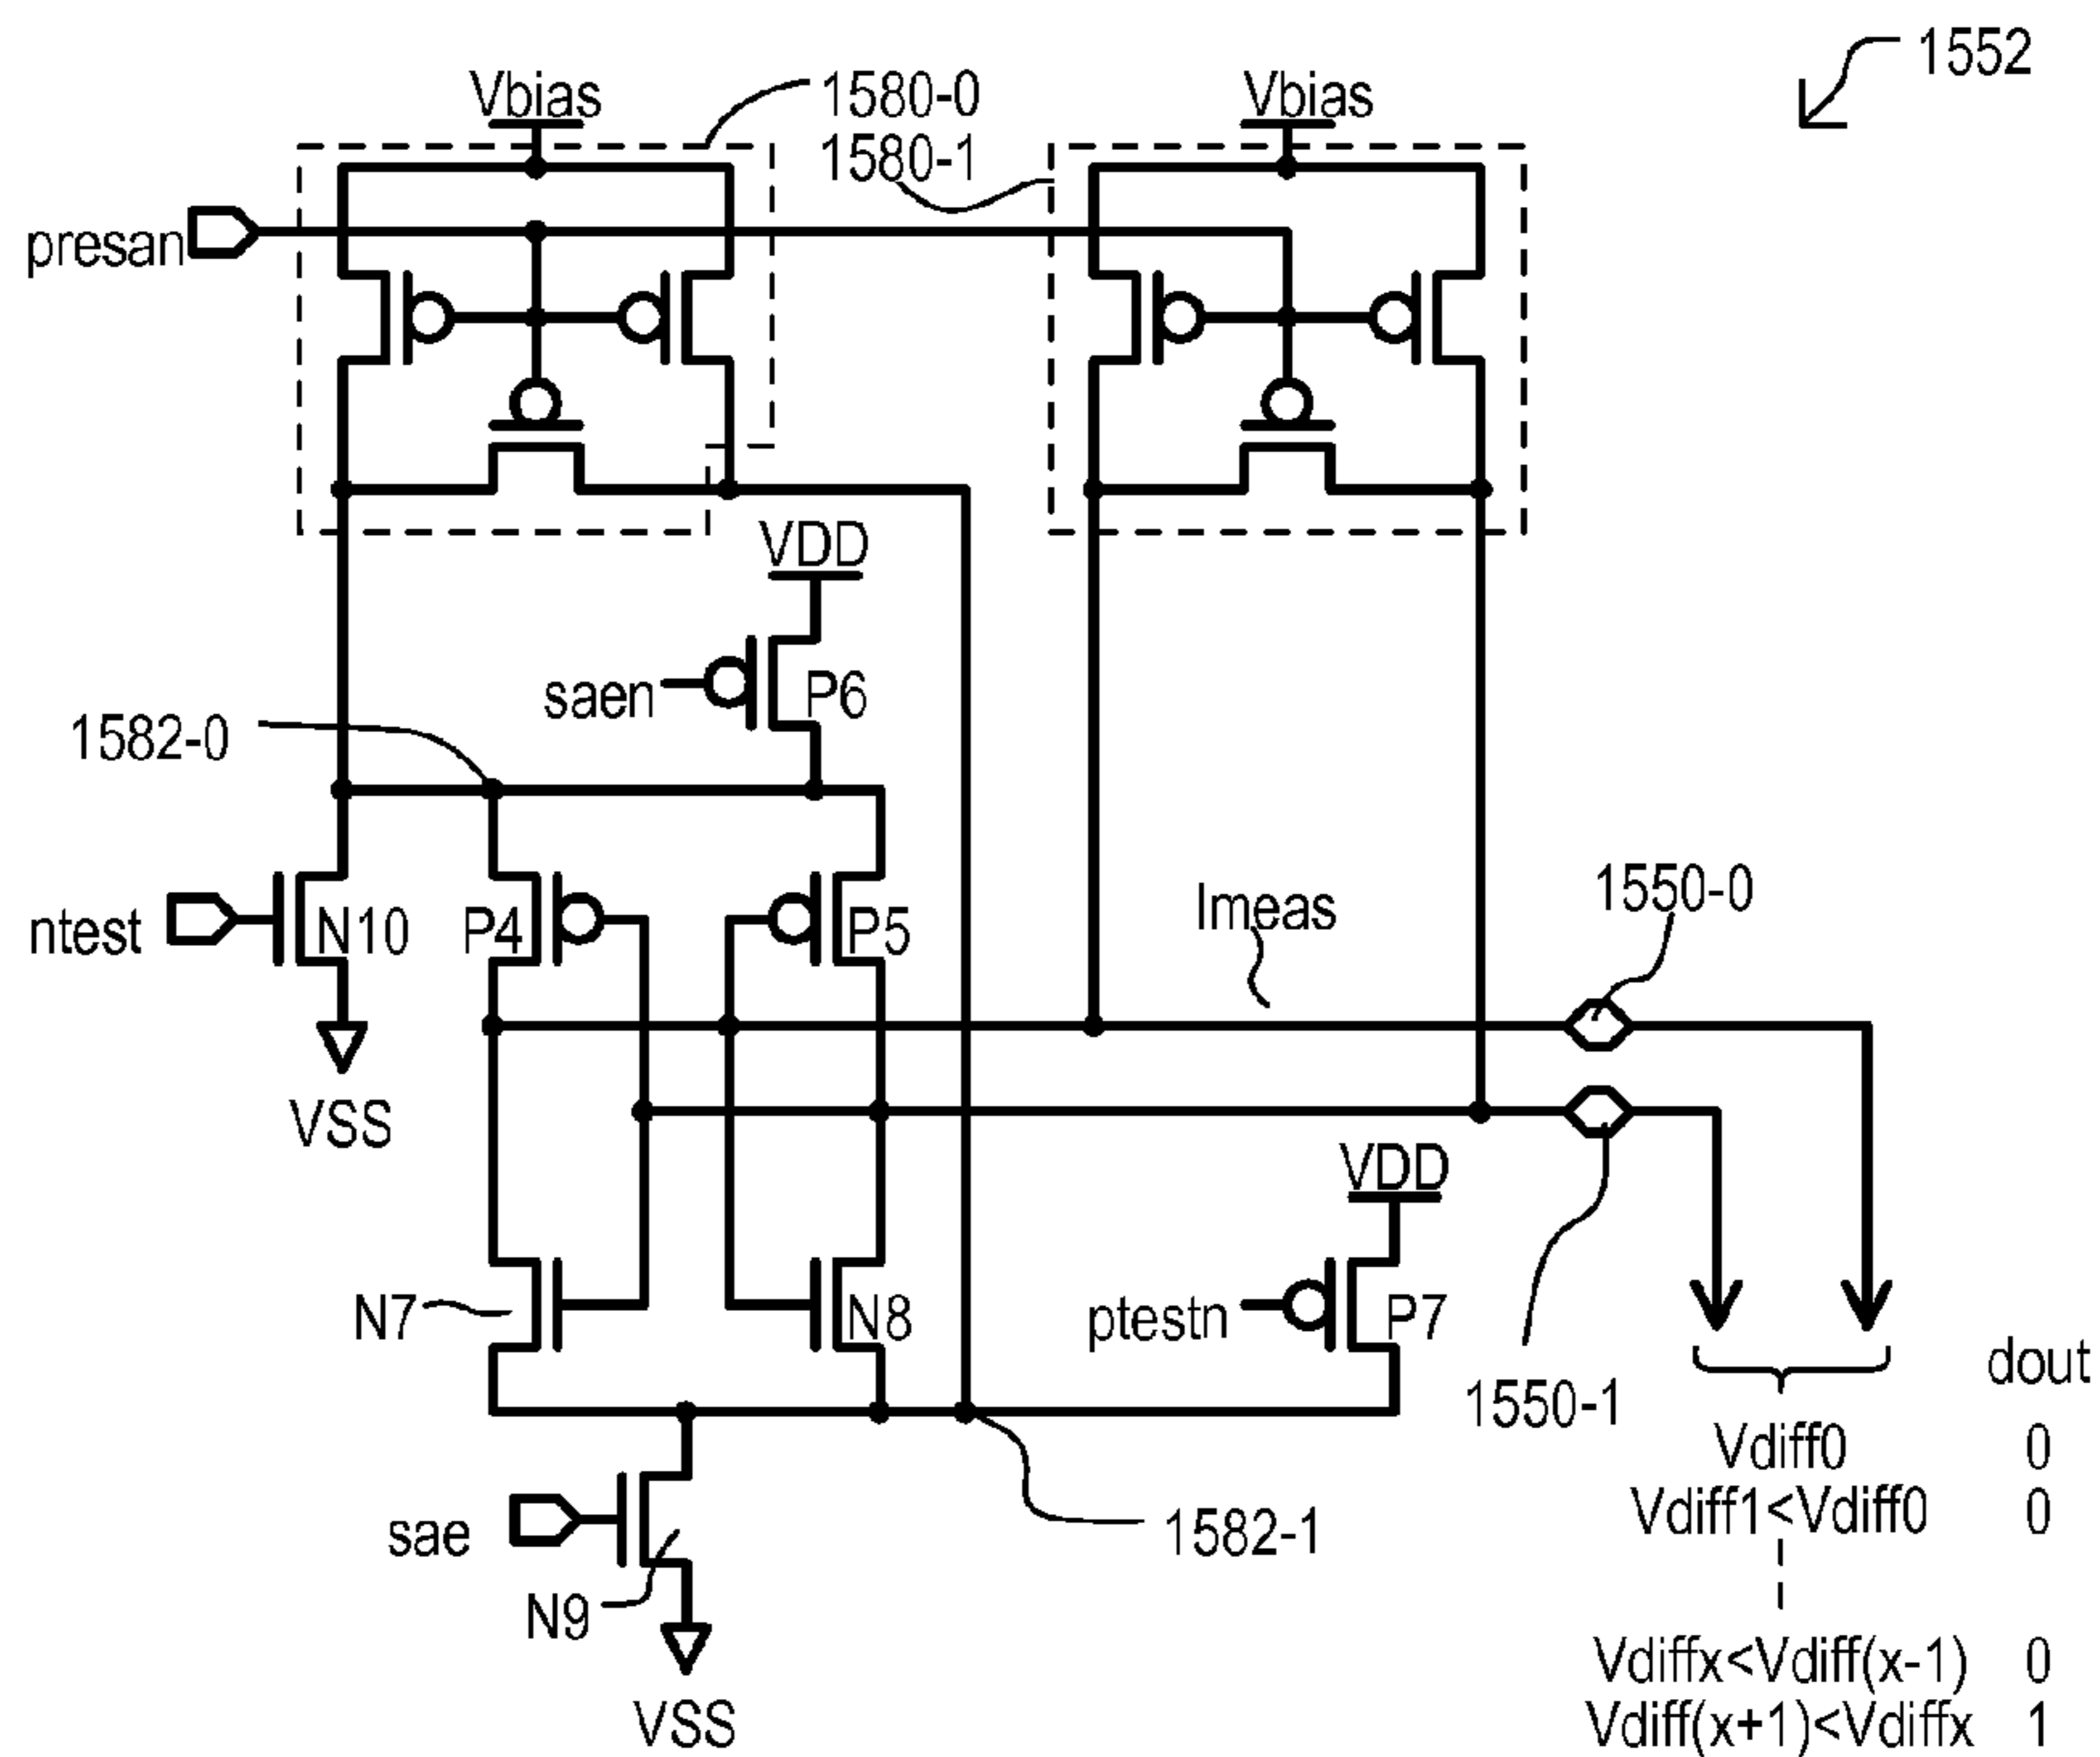 1552
Vbias
1580-0
Vbias
1580-1
presan
VDD
saen
P6
1582-0
1550-0
Imeas
ntest
N10
P4
P5
VSS
VDD
N7
N8
ptestn
P7
dout
1550-1
Vdiff0 0
Vdiff1<Vdiff0 0
sae
1582-1
N9
Vdiffx<Vdiff(x-1) 0
VSS
Vdiff(x+1)<Vdiffx 1